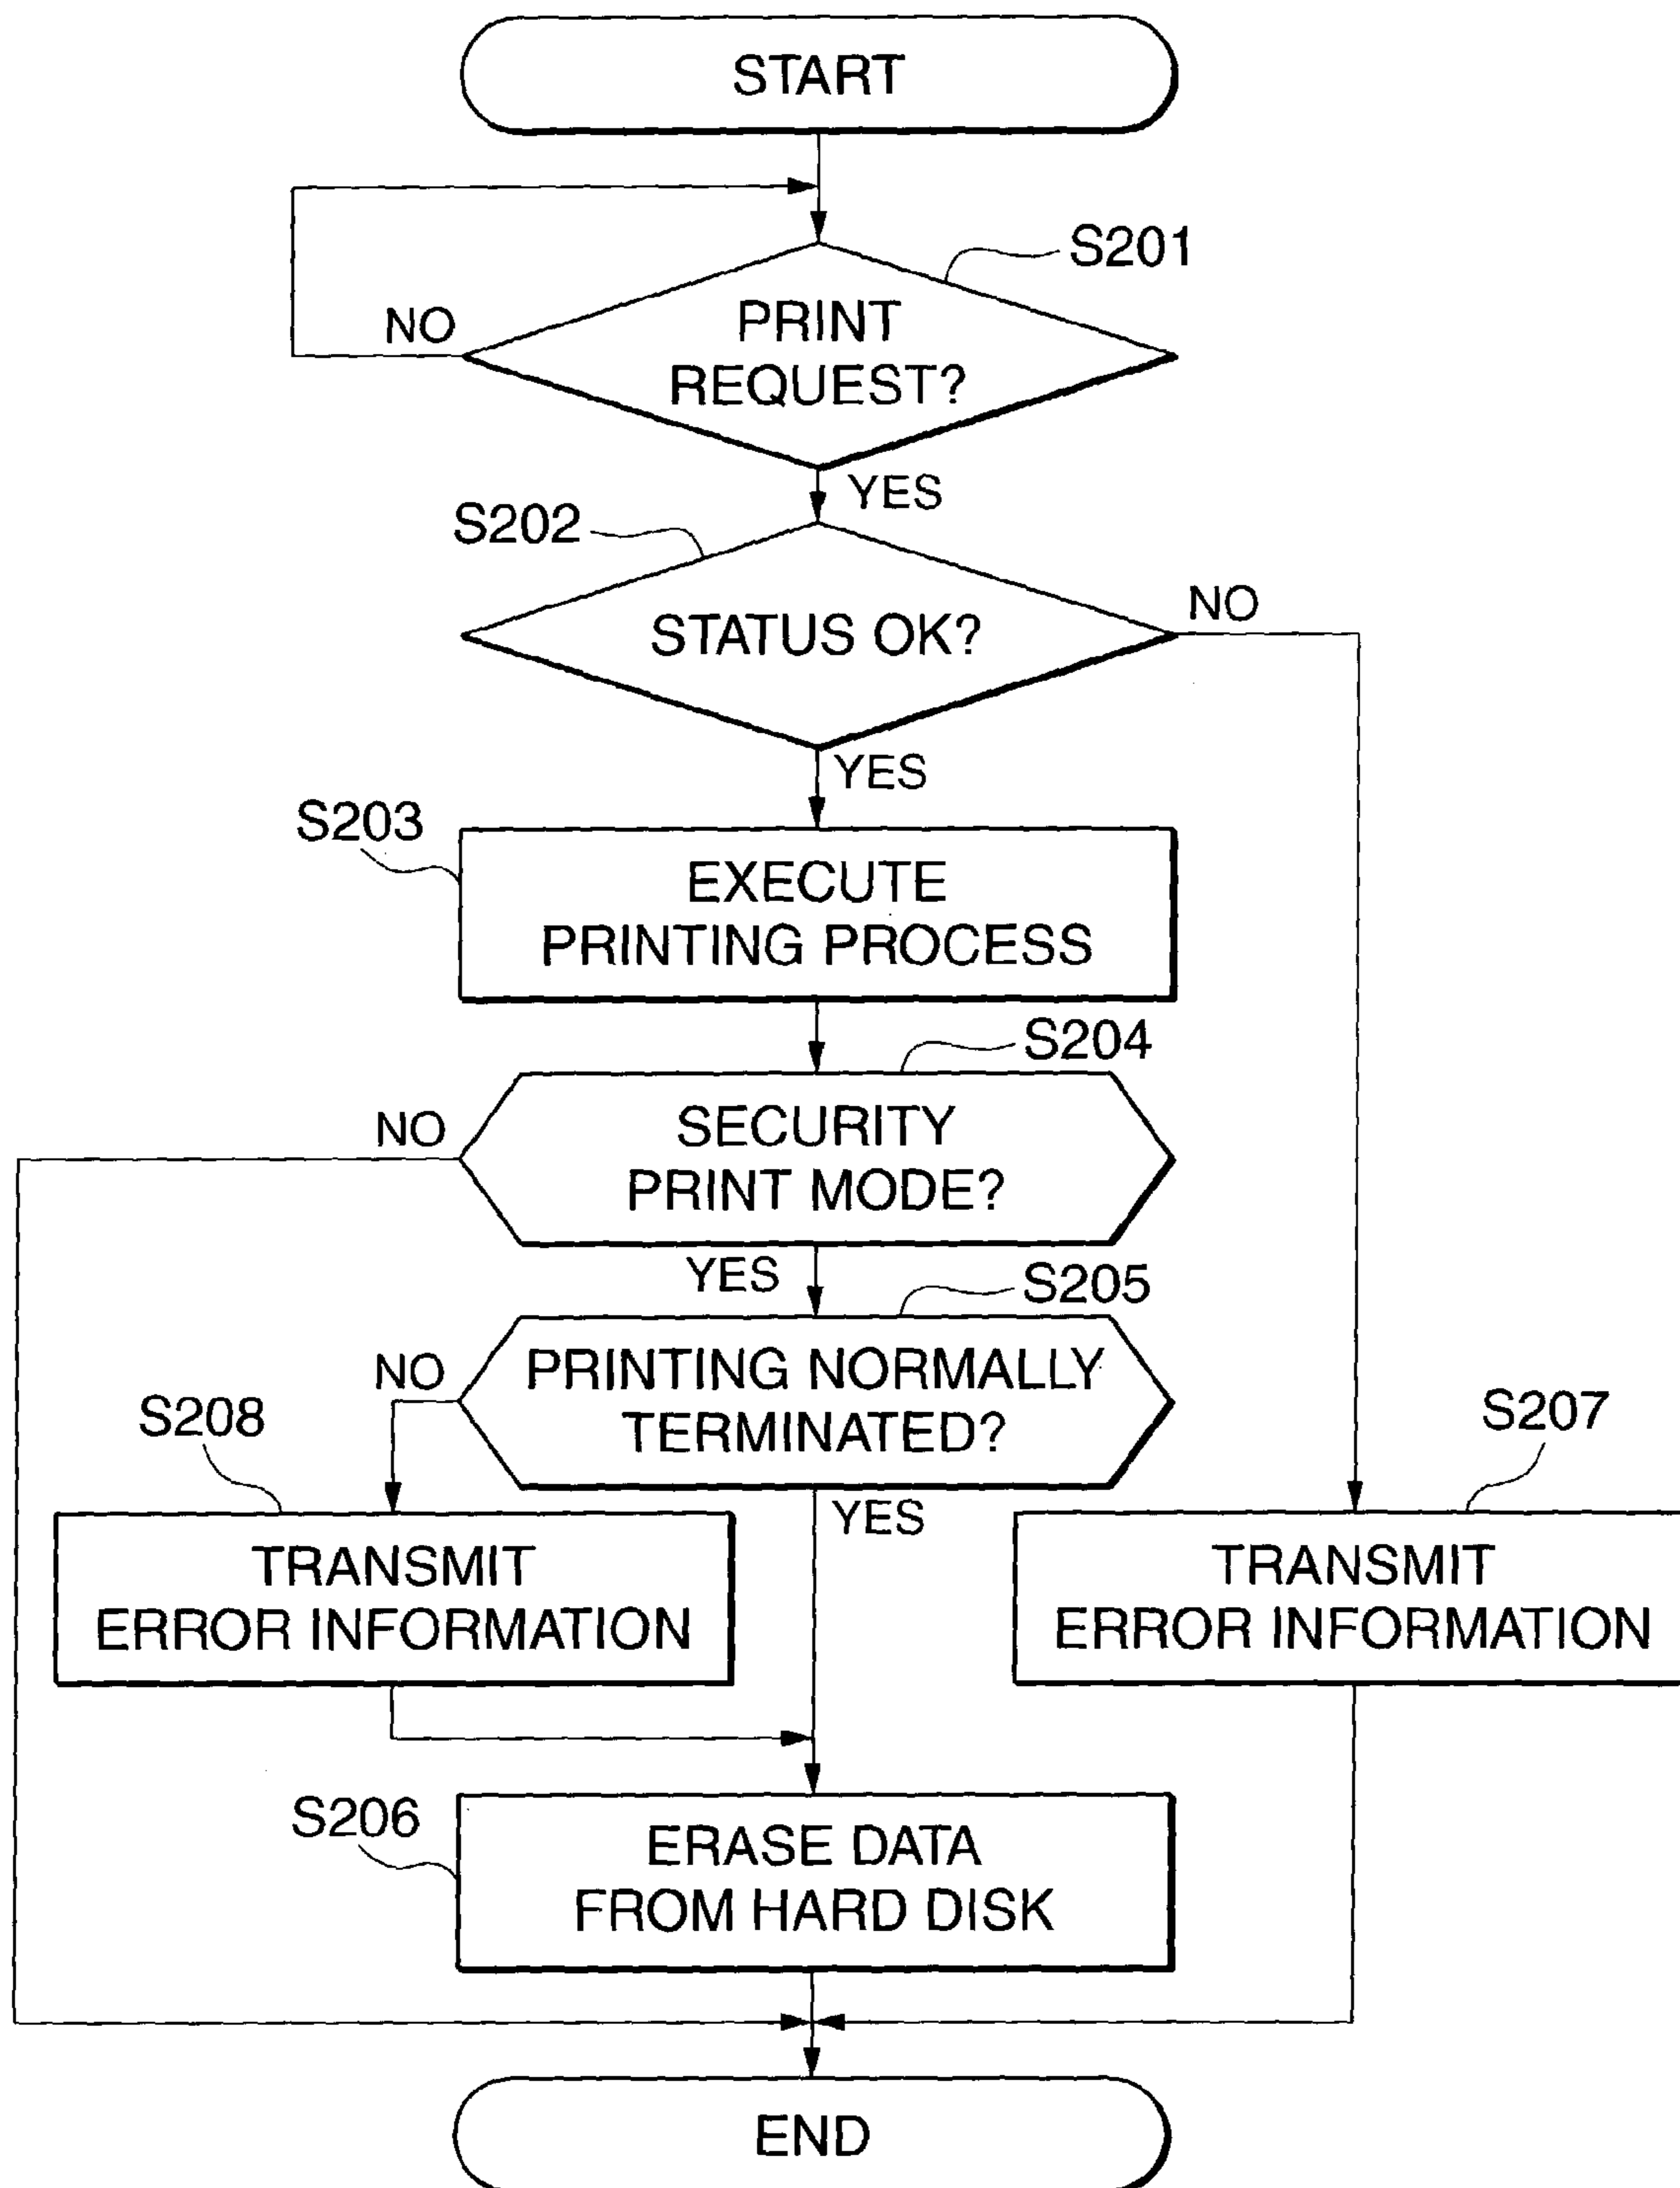 START
S201
NO
PRINT
REQUEST?
YES
S202
NO
STATUS OK?
YES
S203
EXECUTE
PRINTING PROCESS
S204
NO
SECURITY
PRINT MODE?
YES
S205
NO
PRINTING NORMALLY
TERMINATED?
S208
S207
YES
TRANSMIT
ERROR INFORMATION
TRANSMIT
ERROR INFORMATION
S206
ERASE DATA
FROM HARD DISK
END